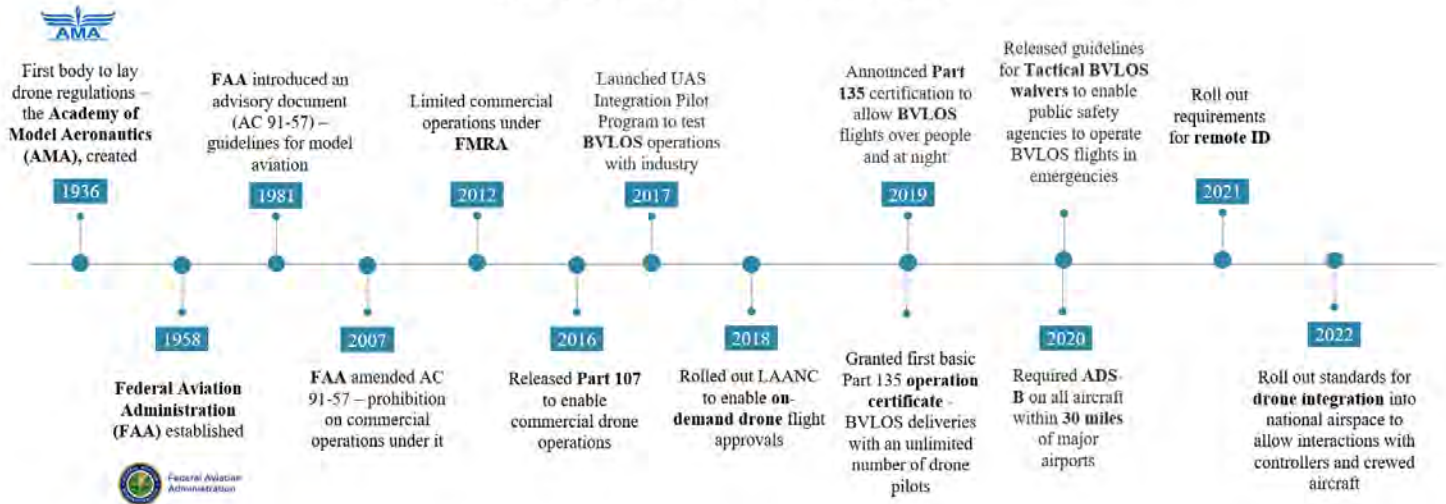 AMA
First body to lay
drone regulations –
the Academy of
Model Aeronautics
(AMA), created
1936
FAA introduced an
advisory document
(AC 91-57) –
guidelines for model
aviation
1981
Limited commercial
operations under
FMRA
2012
Launched UAS
Integration Pilot
Program to test
BVLOS operations
with industry
2017
Announced Part
135 certification to
allow BVLOS
flights over people
and at night
2019
Released guidelines
for Tactical BVLOS
waivers to enable
public safety
agencies to operate
BVLOS flights in
emergencies
Roll out
requirements
for remote ID
2021
1958
Federal Aviation
Administration
(FAA) established
Federal Aviation
Administration
2007
FAA amended AC
91-57 – prohibition
on commercial
operations under it
2016
Released Part 107
to enable
commercial drone
operations
2018
Rolled out LAANC
to enable on-
demand drone flight
approvals
Granted first basic
Part 135 operation
certificate -
BVLOS deliveries
with an unlimited
number of drone
pilots
2020
Required ADS-
B on all aircraft
within 30 miles
of major
airports
2022
Roll out standards for
drone integration into
national airspace to
allow interactions with
controllers and crewed
aircraft